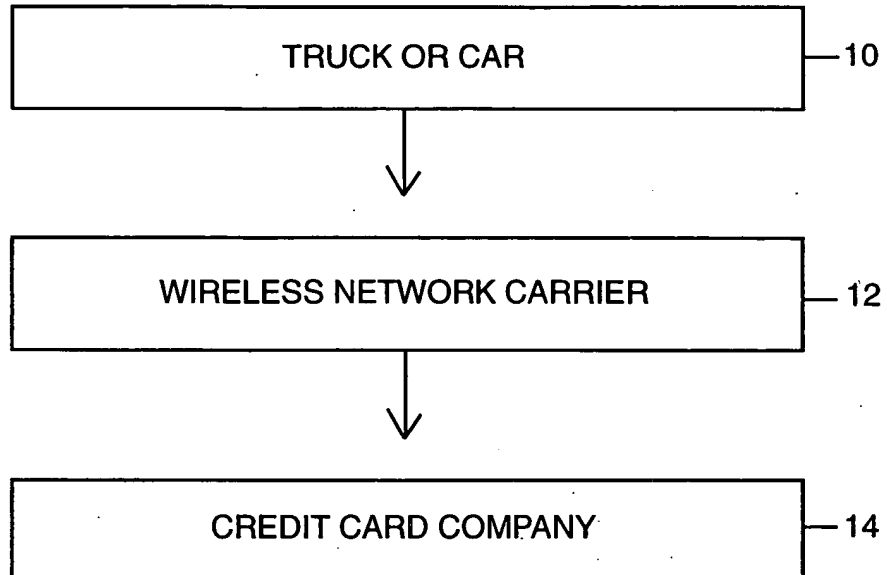 TRUCK OR CAR 10
WIRELESS NETWORK CARRIER 12
CREDIT CARD COMPANY 14